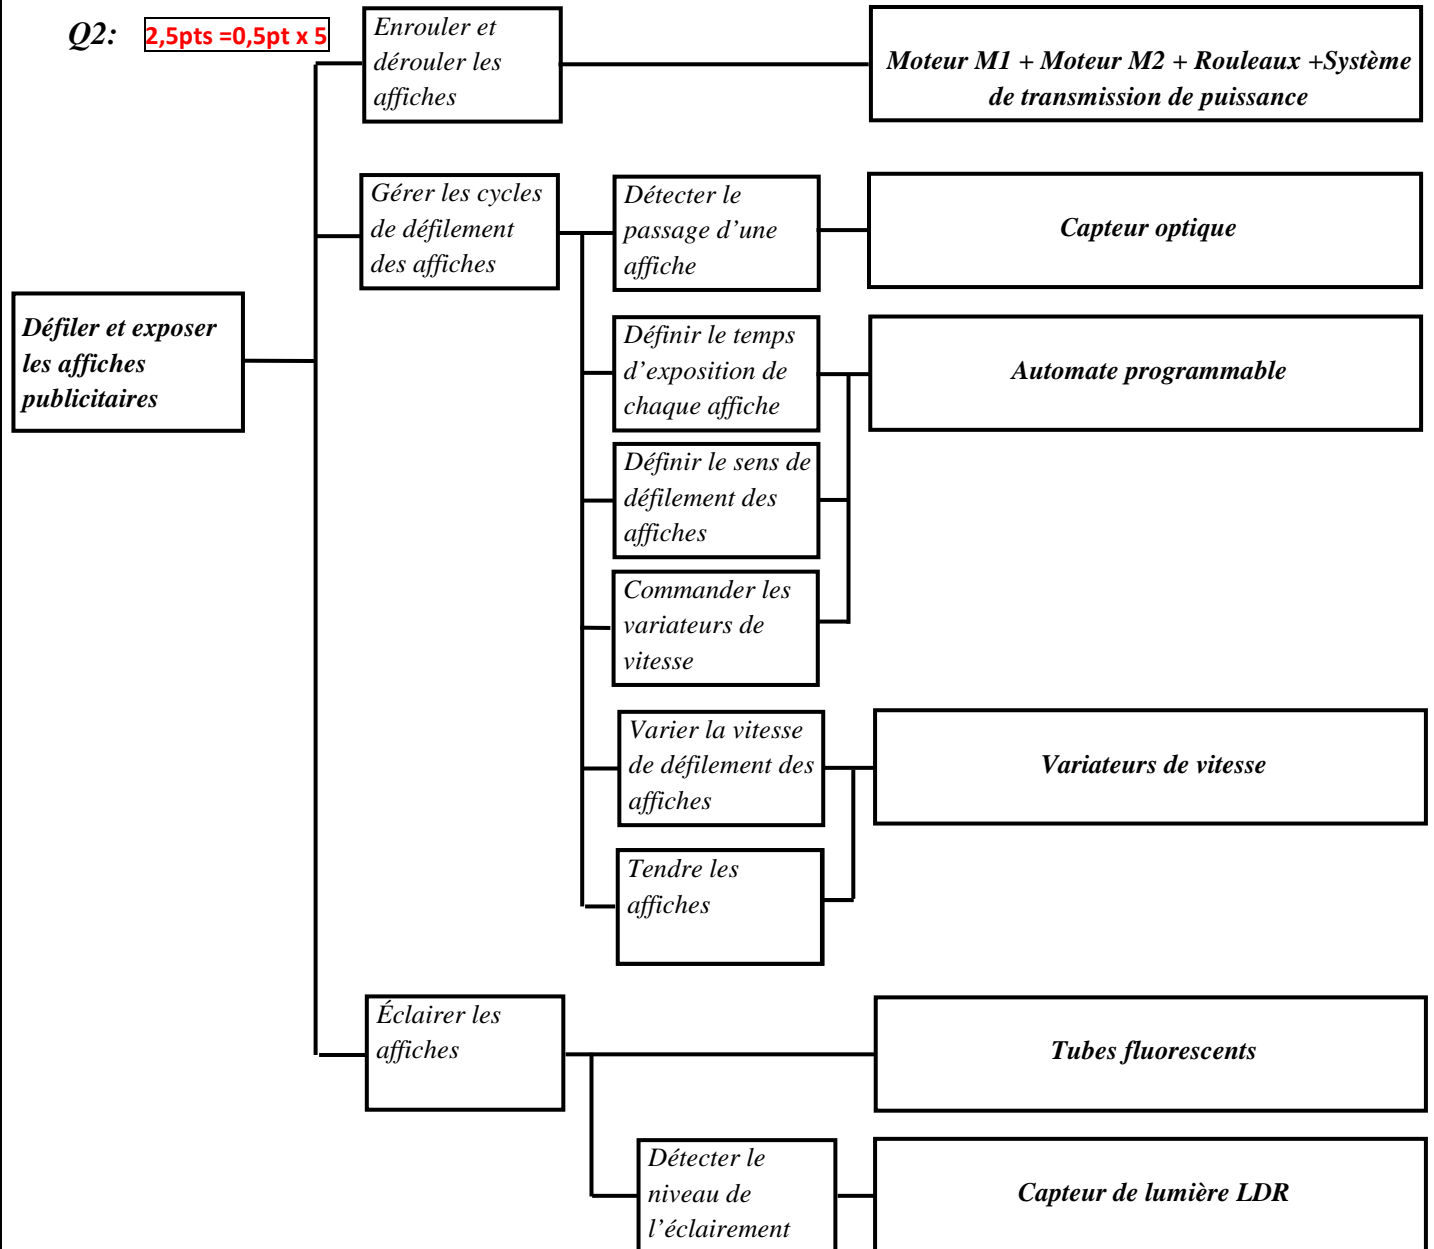 Q2: 2,5pts =0,5pt x 5
Enrouler et
dérouler les
affiches
Moteur M1 + Moteur M2 + Rouleaux +Système
de transmission de puissance
Gérer les cycles
de défilement
des affiches
Détecter le
passage d’une
affiche
Capteur optique
Défiler et exposer
les affiches
publicitaires
Définir le temps
d’exposition de
chaque affiche
Automate programmable
Définir le sens de
défilement des
affiches
Commander les
variateurs de
vitesse
Varier la vitesse
de défilement des
affiches
Variateurs de vitesse
Tendre les
affiches
Éclairer les
affiches
Tubes fluorescents
Détecter le
niveau de
l’éclairement
Capteur de lumière LDR